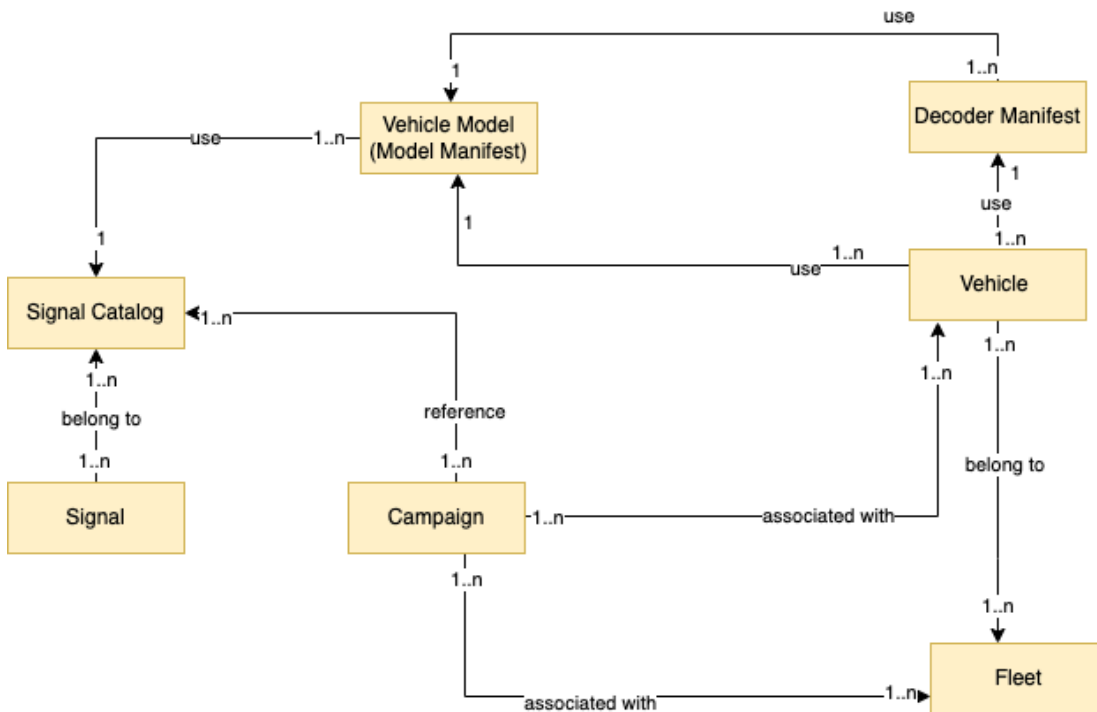 use
1..n
1
Decoder Manifest
Vehicle Model
(Model Manifest)
use
1..n
1
use
1..n
1
1..n
use
Vehicle
1
Signal Catalog
1..n
1..n
1..n
1..n
belong to
reference
belong to
1..n
1..n
Signal
Campaign
1..n
associated with
1..n
1..n
Fleet
1..n
associated with